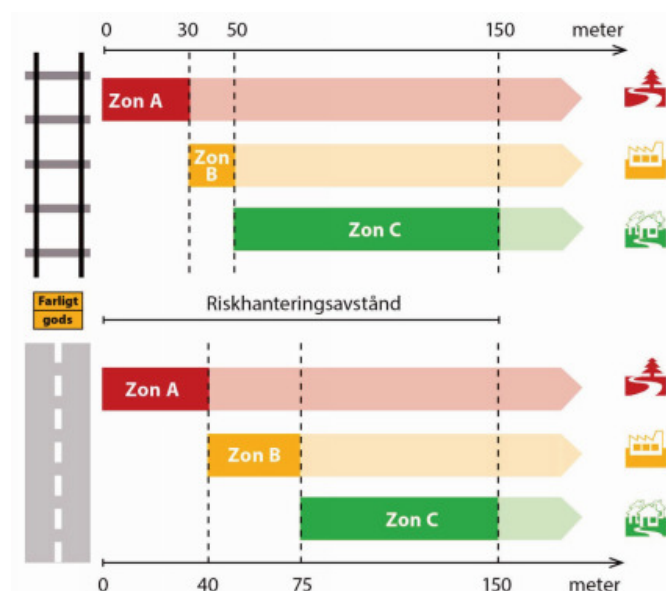 0 30 50 150 meter
Zon A
Zon
B
Zon C
Farligt
gods
Riskhanteringsavstånd
Zon A
Zon B
Zon C
0 40 75 150 meter